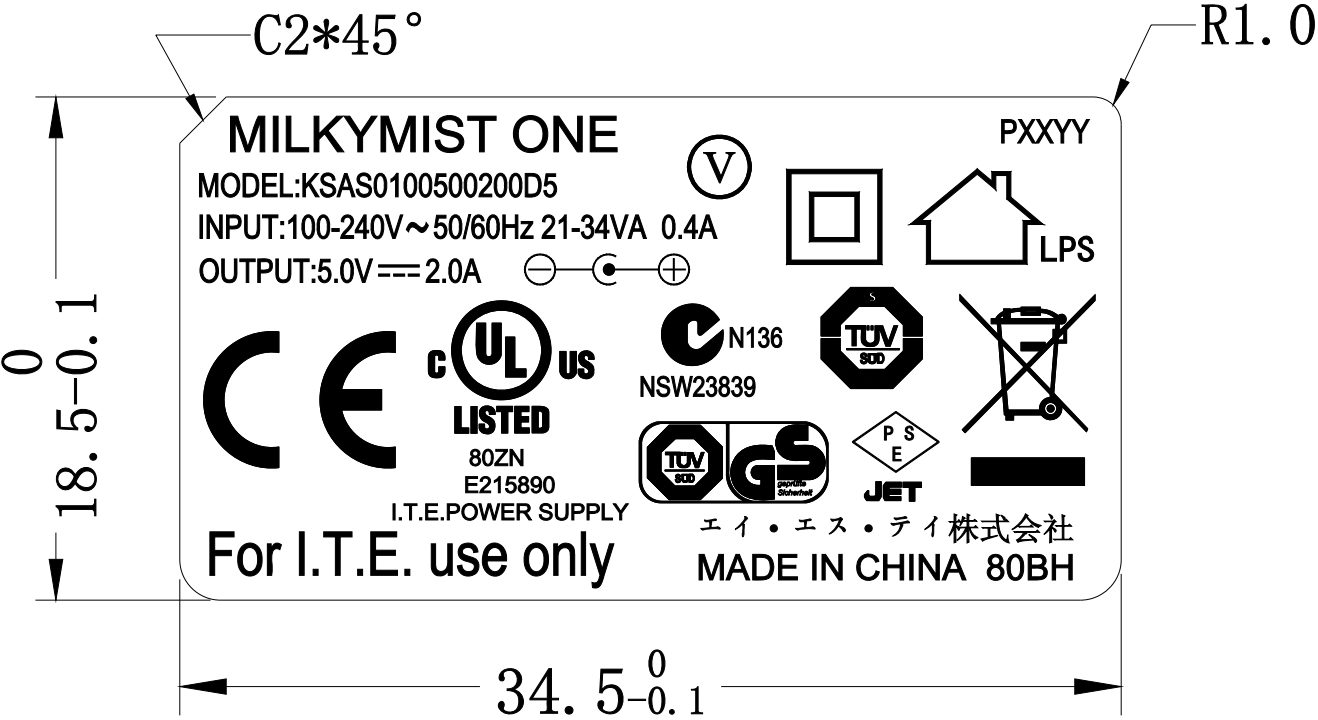 C2*45°
R1.0
MILKYMIST ONE
PXXYY
V
MODEL:KSAS0100500200D5
INPUT:100-240V~50/60Hz 21-34VA 0.4A
LPS
OUTPUT:5.0V⎓2.0A
CE
C UL US
LISTED
80ZN
E215890
I.T.E.POWER SUPPLY
N136
NSW23839
S
TÜV
SÜD
TÜV
SÜD
GS
geprüfte
Sicherheit
P S
E
JET
エイ・エス・ティ株式会社
For I.T.E. use only
MADE IN CHINA 80BH
18.5 0 -0.1
34.5 0 -0.1